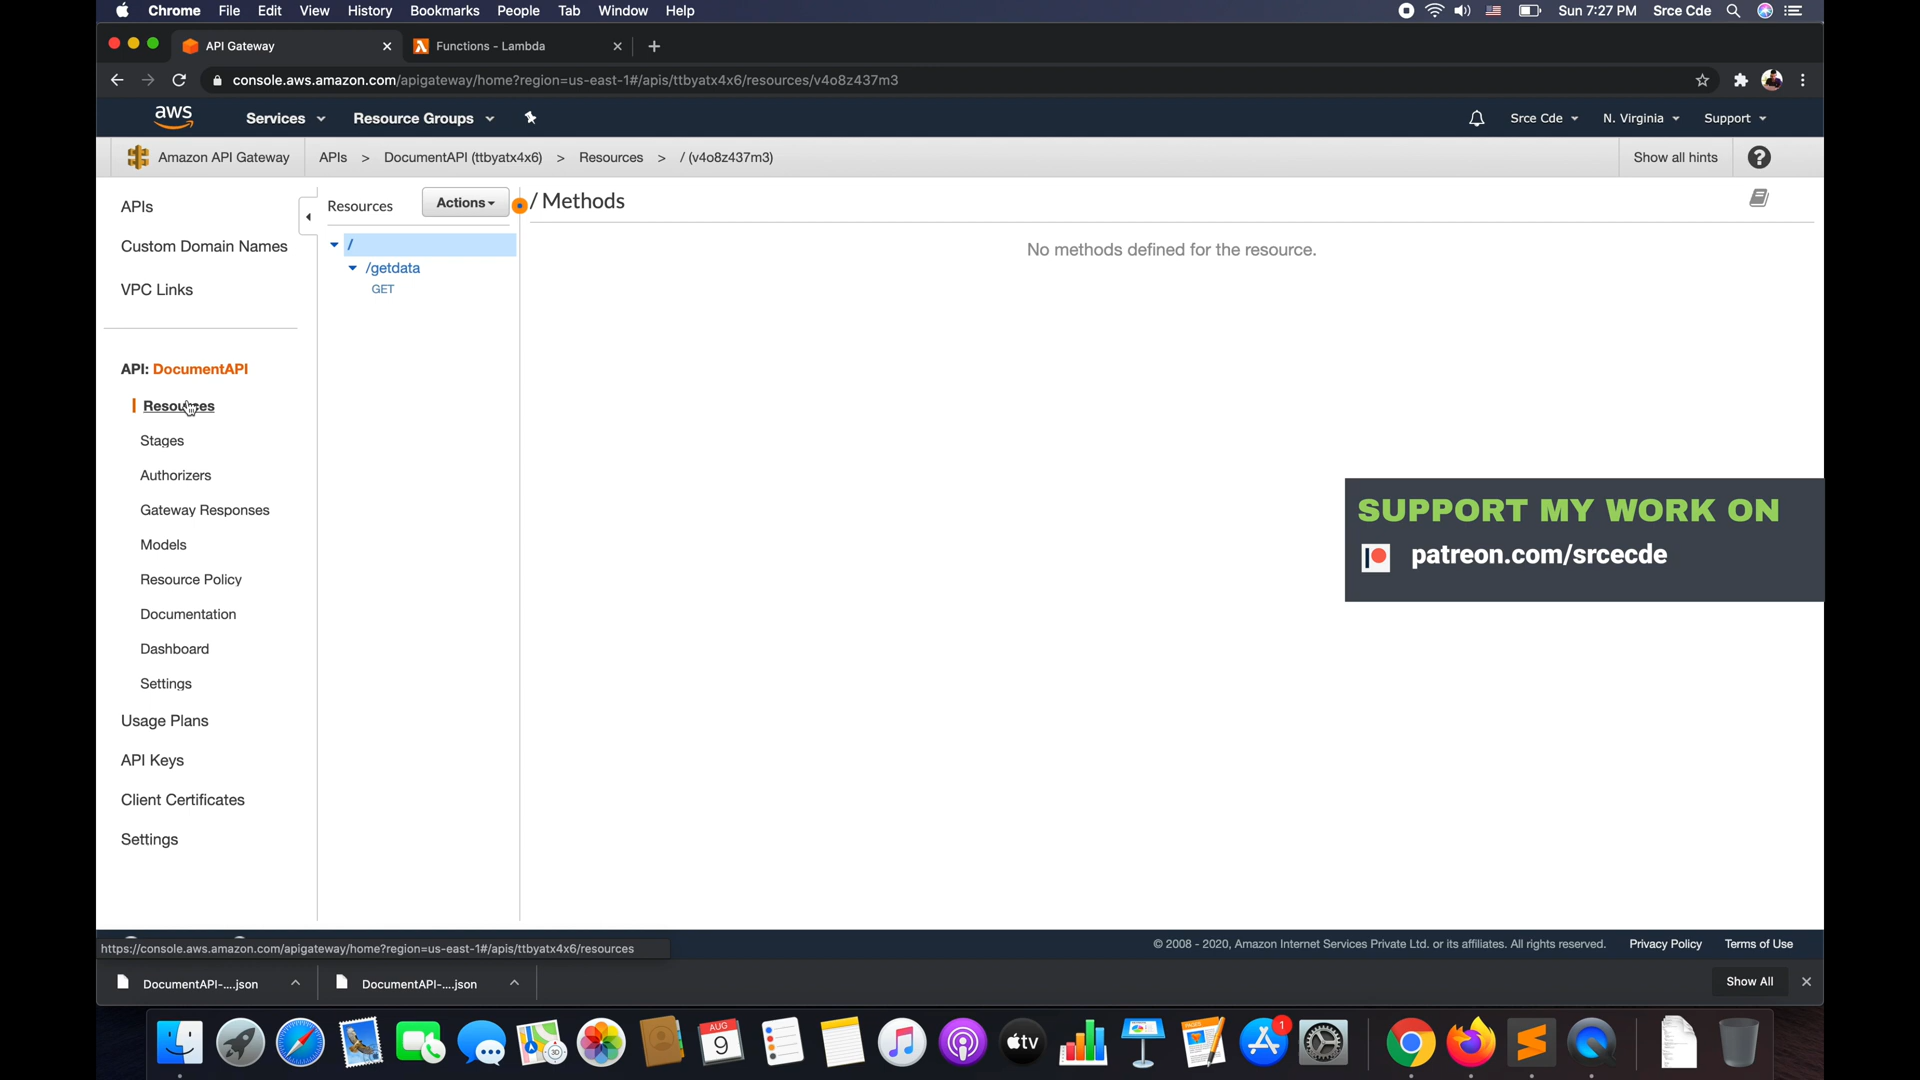 Chrome File Edit View History Bookmarks People Tab Window Help
Sun 7:27 PM Srce Cde
API Gateway
Functions - Lambda
console.aws.amazon.com/apigateway/home?region=us-east-1#/apis/ttbyatx4x6/resources/v4o8z437m3
aws Services Resource Groups
Srce Cde N. Virginia Support
Amazon API Gateway APIs > DocumentAPI (ttbyatx4x6) > Resources > / (v4o8z437m3)
Show all hints ?
APIs
Custom Domain Names
VPC Links
API: DocumentAPI
Resources
Stages
Authorizers
Gateway Responses
Models
Resource Policy
Documentation
Dashboard
Settings
Usage Plans
API Keys
Client Certificates
Settings
Resources
Actions
/
/getdata
GET
/ Methods
No methods defined for the resource.
SUPPORT MY WORK ON
patreon.com/srcecde
https://console.aws.amazon.com/apigateway/home?region=us-east-1#/apis/ttbyatx4x6/resources
© 2008 - 2020, Amazon Internet Services Private Ltd. or its affiliates. All rights reserved. Privacy Policy Terms of Use
DocumentAPI-....json
DocumentAPI-....json
Show All
AUG
9
3D
PAGES
tv
1